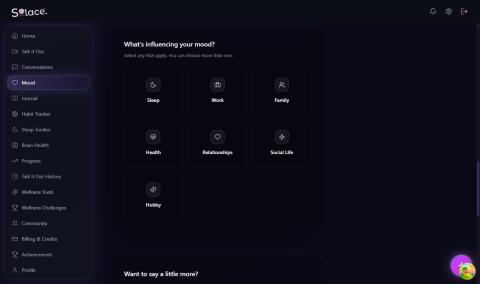 Solace.
Home
Talk It Out
Conversations
Mood
Journal
Habit Tracker
Sleep Tracker
Brain Health
Progress
Talk It Out History
Wellness Tools
Wellness Challenges
Community
Billing & Credits
Achievements
Profile
What's influencing your mood?
Select any that apply. You can choose more than one.
Sleep
Work
Family
Health
Relationships
Social Life
Hobby
Want to say a little more?